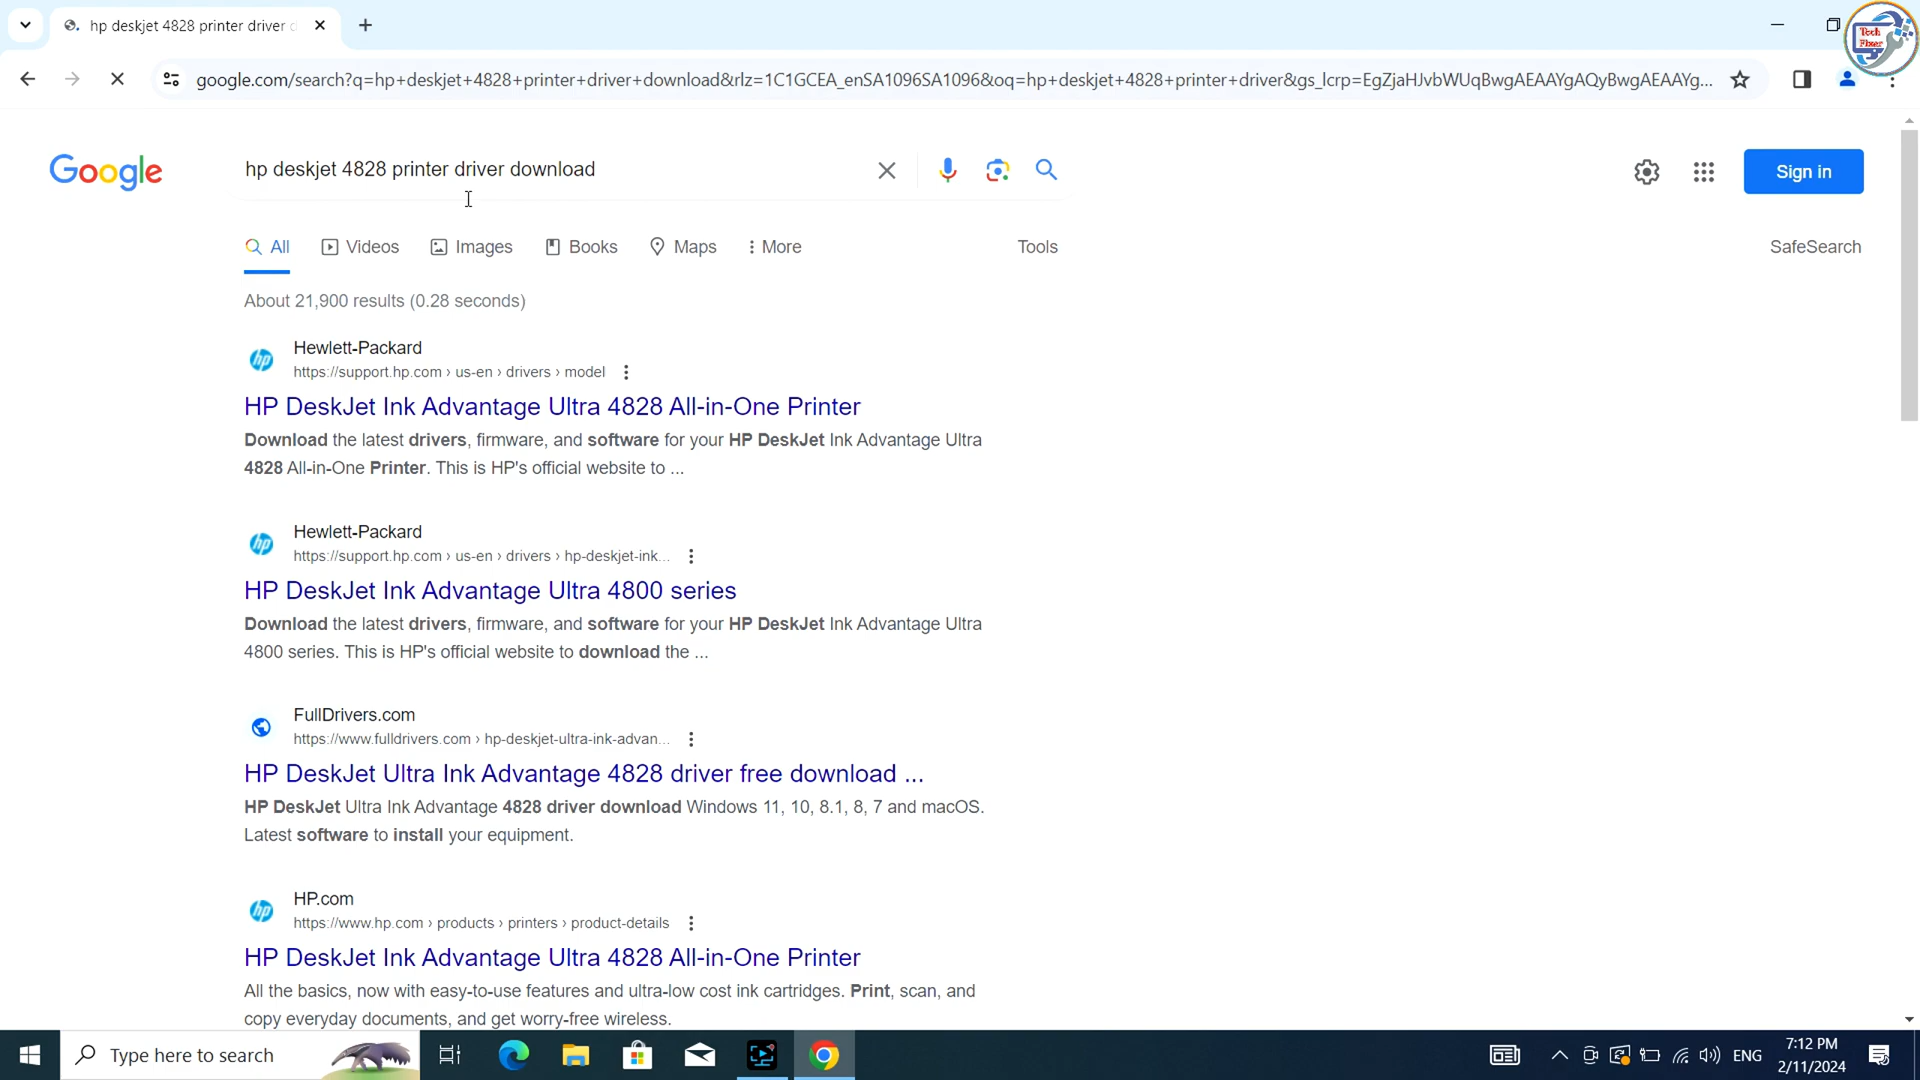 hp deskjet 4828 printer driver
google.com/search?q=hp+deskjet+4828+printer+driver+download&rlz=1C1GCEA_enSA1096SA1096&oq=hp+deskjet+4828+printer+driver&gs_lcrp=EgZjaHJvbWUqBwgAEAAYgAQyBwgAEAAYg...
Tech
Fixer
Google
hp deskjet 4828 printer driver download
Sign in
All Videos Images Books Maps More Tools SafeSearch
About 21,900 results (0.28 seconds)
hp
Hewlett-Packard
https://support.hp.com › us-en › drivers › model
HP DeskJet Ink Advantage Ultra 4828 All-in-One Printer
Download the latest drivers, firmware, and software for your HP DeskJet Ink Advantage Ultra
4828 All-in-One Printer. This is HP's official website to ...
hp
Hewlett-Packard
https://support.hp.com › us-en › drivers › hp-deskjet-ink...
HP DeskJet Ink Advantage Ultra 4800 series
Download the latest drivers, firmware, and software for your HP DeskJet Ink Advantage Ultra
4800 series. This is HP's official website to download the ...
FullDrivers.com
https://www.fulldrivers.com › hp-deskjet-ultra-ink-advan...
HP DeskJet Ultra Ink Advantage 4828 driver free download ...
HP DeskJet Ultra Ink Advantage 4828 driver download Windows 11, 10, 8.1, 8, 7 and macOS.
Latest software to install your equipment.
hp
HP.com
https://www.hp.com › products › printers › product-details
HP DeskJet Ink Advantage Ultra 4828 All-in-One Printer
All the basics, now with easy-to-use features and ultra-low cost ink cartridges. Print, scan, and
copy everyday documents, and get worry-free wireless.
Type here to search
ENG
7:12 PM
2/11/2024